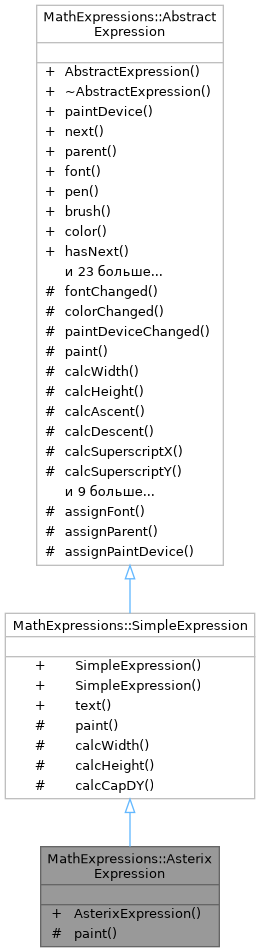 MathExpressions::Abstract
Expression
+ AbstractExpression()
+ ~AbstractExpression()
+ paintDevice()
+ next()
+ parent()
+ font()
+ pen()
+ brush()
+ color()
+ hasNext()
и 23 больше...
# fontChanged()
# colorChanged()
# paintDeviceChanged()
# paint()
# calcWidth()
# calcHeight()
# calcAscent()
# calcDescent()
# calcSuperscriptX()
# calcSuperscriptY()
и 9 больше...
# assignFont()
# assignParent()
# assignPaintDevice()
MathExpressions::SimpleExpression
+ SimpleExpression()
+ SimpleExpression()
+ text()
# paint()
# calcWidth()
# calcHeight()
# calcCapDY()
MathExpressions::Asterix
Expression
+ AsterixExpression()
# paint()